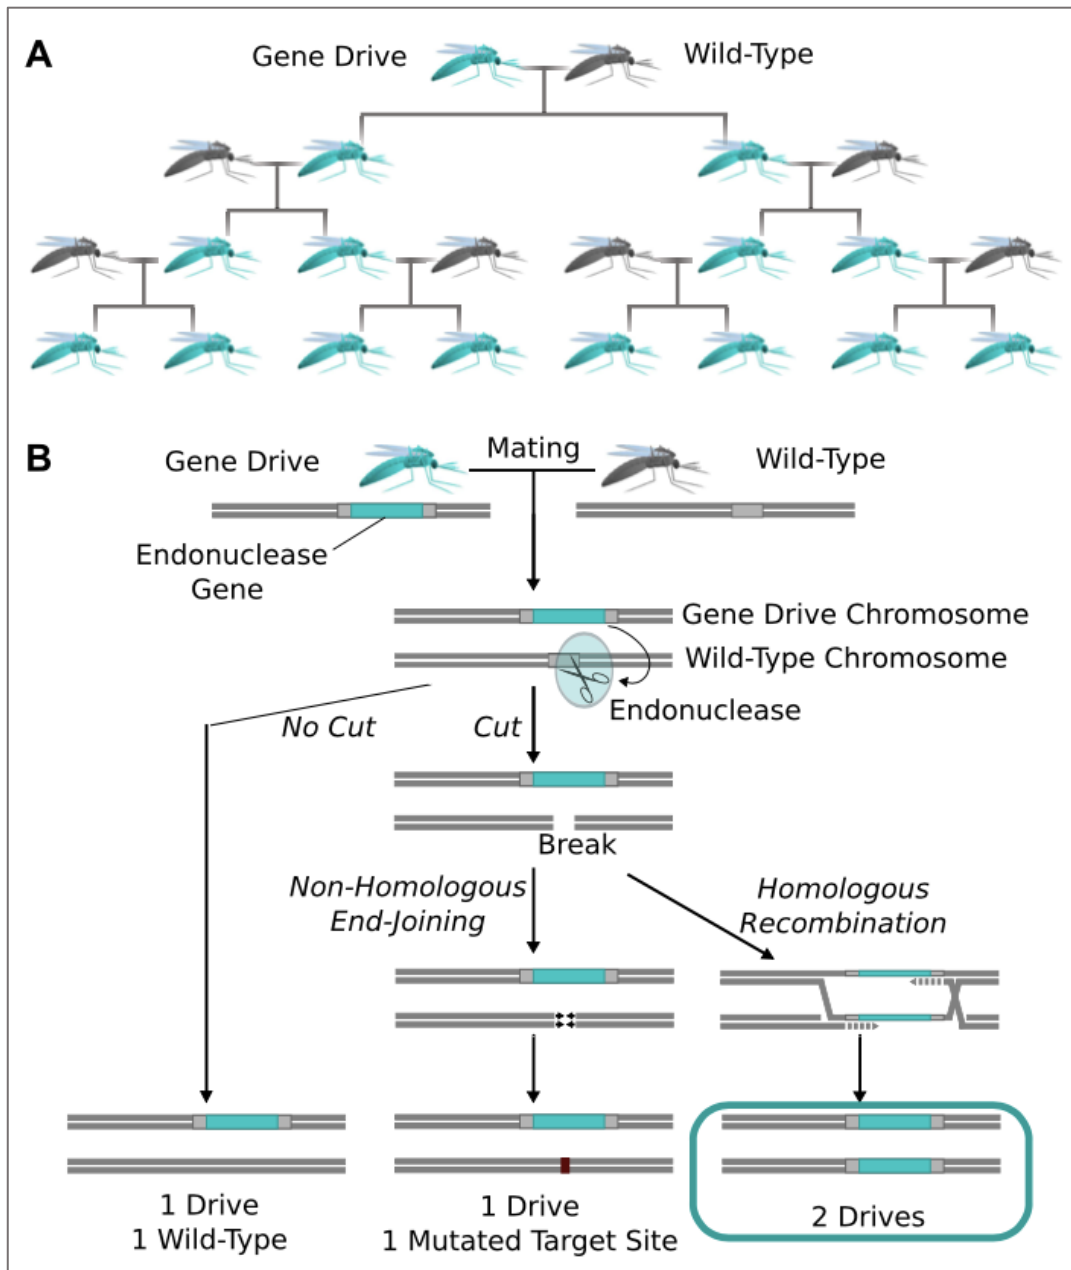 A
Gene Drive
Wild-Type
B
Gene Drive
Mating
Wild-Type
Endonuclease
Gene
Gene Drive Chromosome
Wild-Type Chromosome
Endonuclease
No Cut
Cut
Break
Non-Homologous
End-Joining
Homologous
Recombination
1 Drive
1 Wild-Type
1 Drive
1 Mutated Target Site
2 Drives